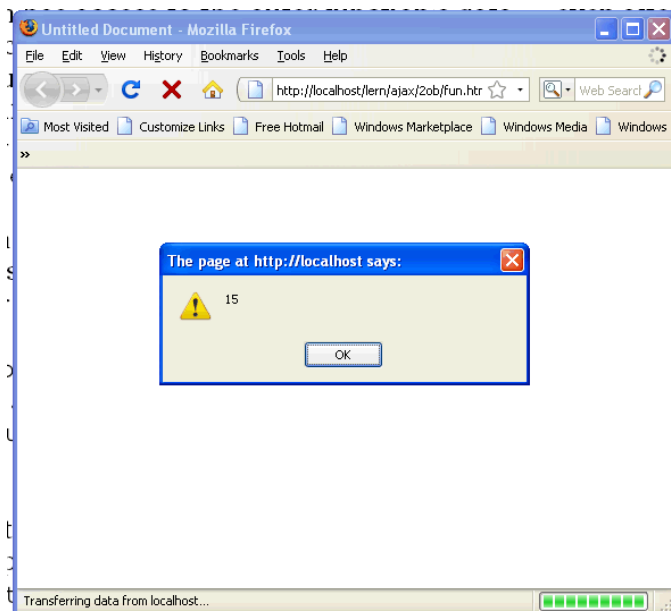 Untitled Document - Mozilla Firefox
File Edit View History Bookmarks Tools Help
http://localhost/lern/ajax/2ob/fun.htr Web Search
Most Visited Customize Links Free Hotmail Windows Marketplace Windows Media Windows
»
The page at http://localhost says:
15
OK
Transferring data from localhost...